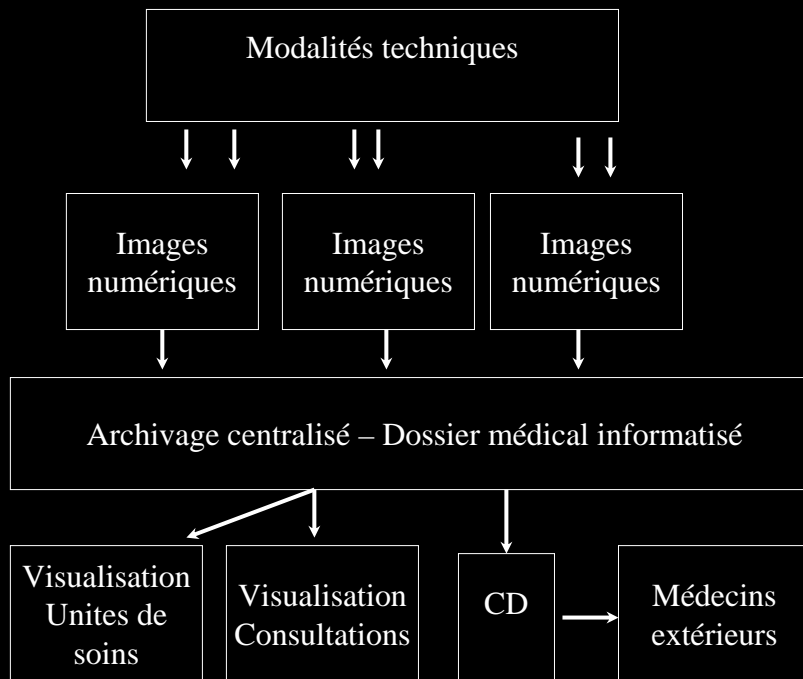 Modalités techniques
Images
numériques
Images
numériques
Images
numériques
Archivage centralisé – Dossier médical informatisé
Visualisation
Unites de
soins
Visualisation
Consultations
CD
Médecins
extérieurs